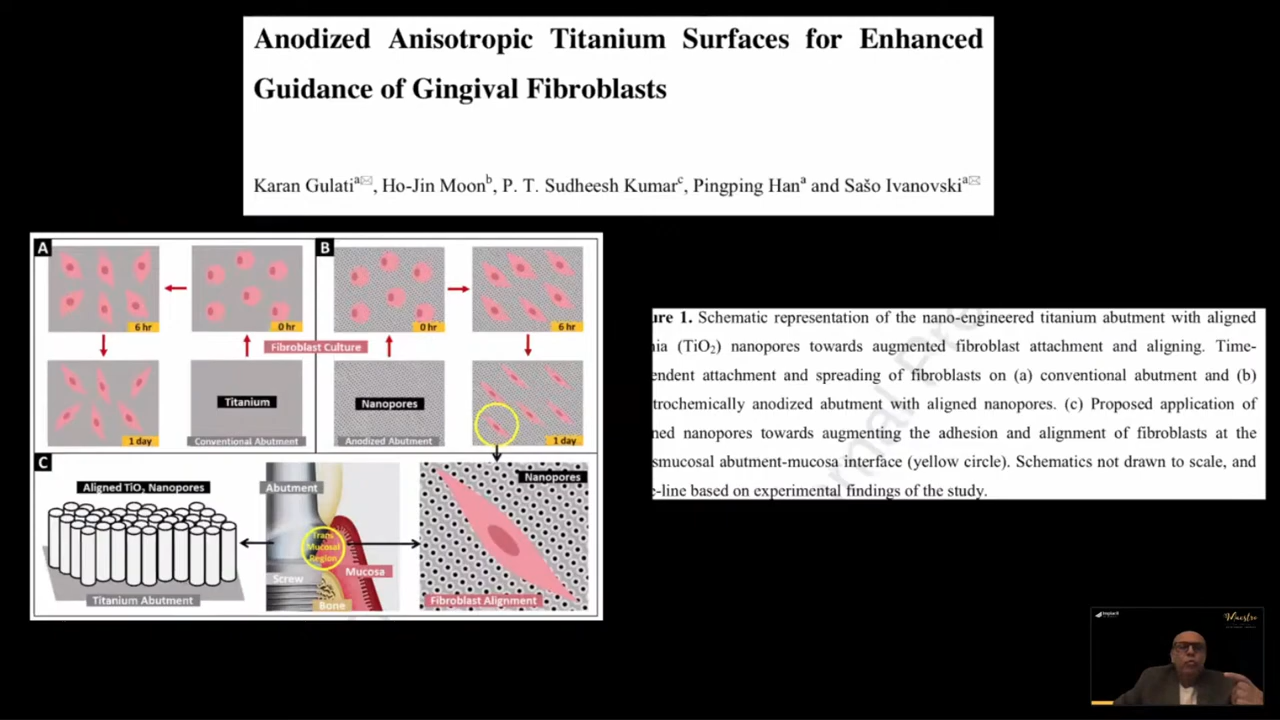 Anodized Anisotropic Titanium Surfaces for Enhanced
Guidance of Gingival Fibroblasts
Karan Gulatia✉, Ho-Jin Moonb, P. T. Sudheesh Kumarc, Pingping Hana and Sašo Ivanovskia✉
A
B
6 hr
0 hr
0 hr
6 hr
Fibroblast Culture
Titanium
Nanopores
1 day
Conventional Abutment
Anodized Abutment
1 day
C
Aligned TiO2 Nanopores
Abutment
Nanopores
Trans
Mucosal
Region
Mucosa
Screw
Titanium Abutment
Bone
Fibroblast Alignment
ure 1. Schematic representation of the nano-engineered titanium abutment with aligned
nia (TiO2) nanopores towards augmented fibroblast attachment and aligning. Time-
endent attachment and spreading of fibroblasts on (a) conventional abutment and (b)
trochemically anodized abutment with aligned nanopores. (c) Proposed application of
ned nanopores towards augmenting the adhesion and alignment of fibroblasts at the
smucosal abutment-mucosa interface (yellow circle). Schematics not drawn to scale, and
e-line based on experimental findings of the study.
Maestro